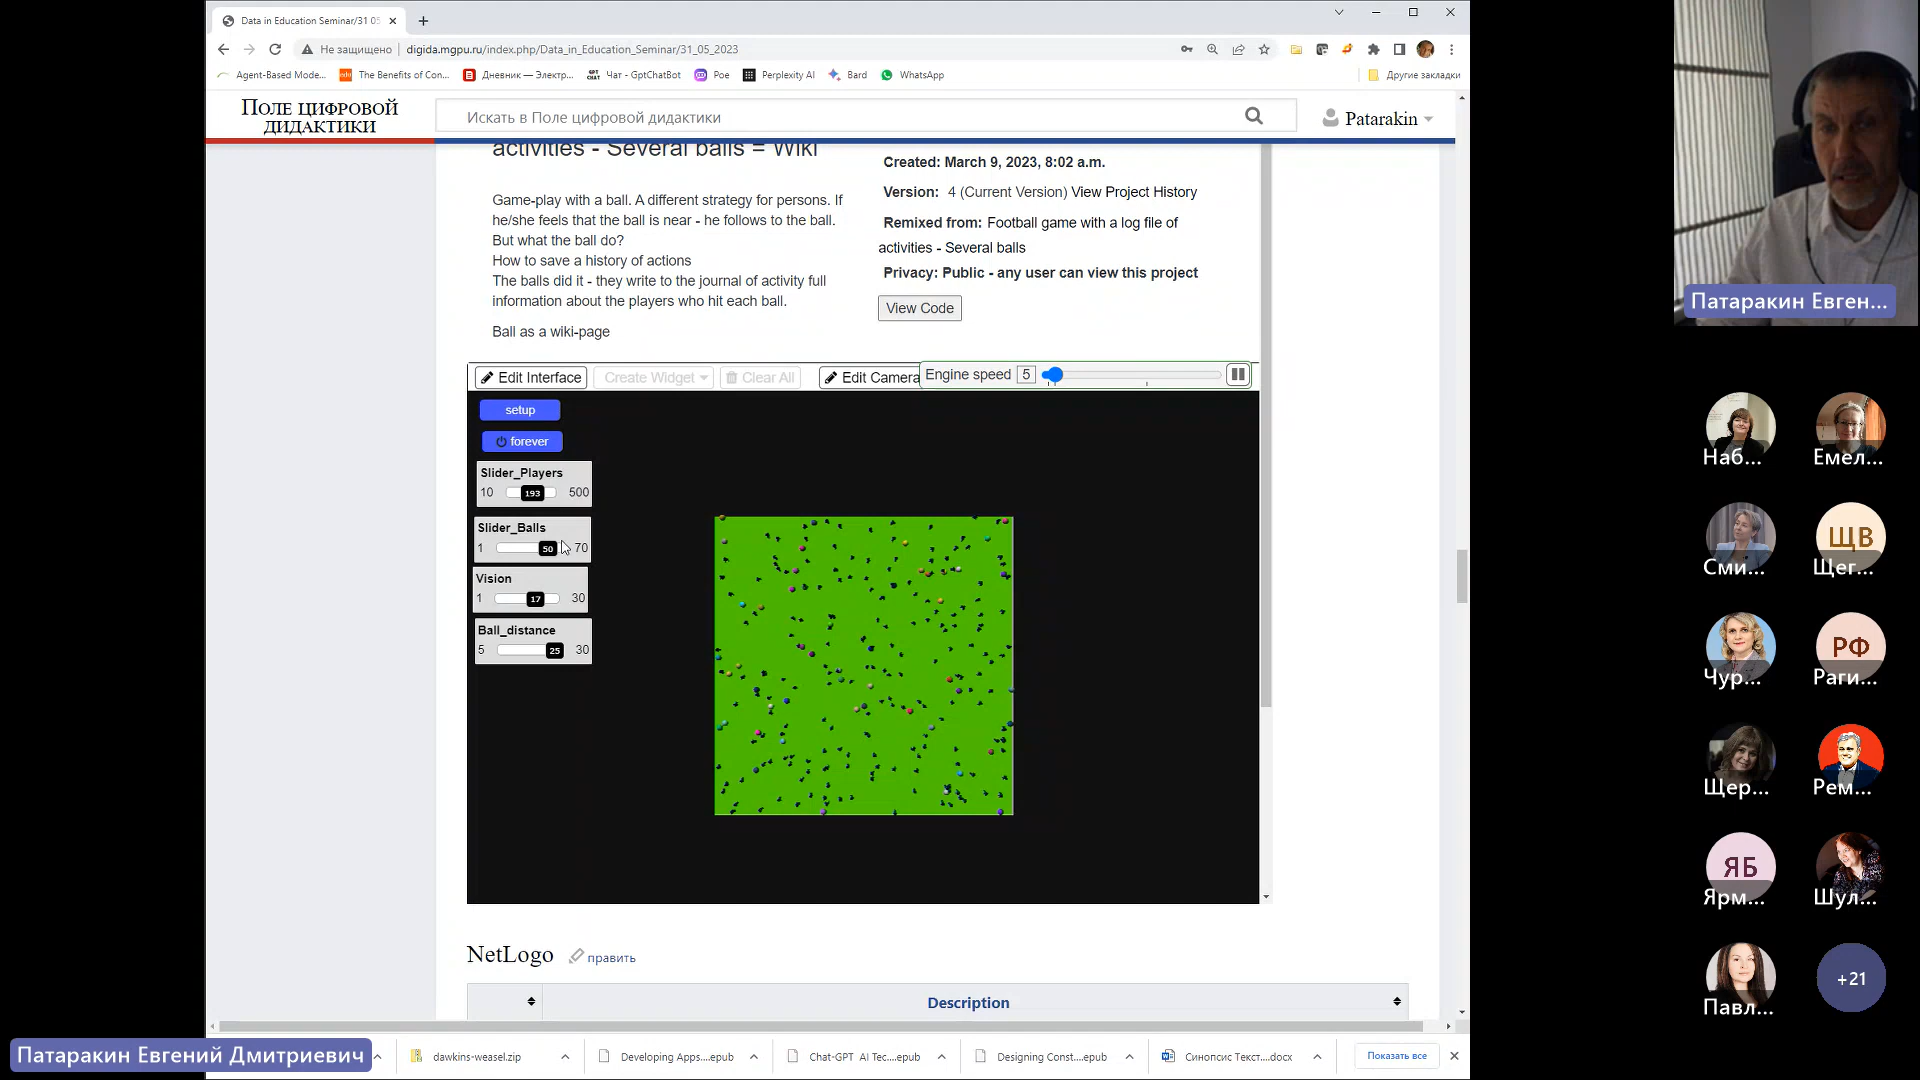 Data in Education Seminar/31 05
Не защищено
digida.mgpu.ru/index.php/Data_in_Education_Seminar/31_05_2023
Agent-Based Mode...
The Benefits of Con...
Дневник — Электр...
Чат - GptChatBot
Poe
Perplexity AI
Bard
WhatsApp
Другие закладки
ПОЛЕ ЦИФРОВОЙ
ДИДАКТИКИ
Искать в Поле цифровой дидактики
Patarakin
activities - Several balls = Wiki
Game-play with a ball. A different strategy for persons. If
he/she feels that the ball is near - he follows to the ball.
But what the ball do?
How to save a history of actions
The balls did it - they write to the journal of activity full
information about the players who hit each ball.
Ball as a wiki-page
Created: March 9, 2023, 8:02 a.m.
Version: 4 (Current Version) View Project History
Remixed from: Football game with a log file of
activities - Several balls
Privacy: Public - any user can view this project
View Code
Edit Interface
Create Widget
Clear All
Edit Camera
Engine speed 5
setup
forever
Slider_Players
10 193 500
Slider_Balls
1 50 70
Vision
1 17 30
Ball_distance
5 25 30
NetLogo
править
Description
dawkins-weasel.zip
Developing Apps....epub
Chat-GPT AI Tec....epub
Designing Const....epub
Синопсис Текст....docx
Показать все
Патаракин Евгений Дмитриевич
Патаракин Евген...
Наб...
Емел...
Сми...
ЩВ
Щег...
Чур...
РФ
Раги...
Щер...
Рем...
ЯБ
Ярм...
Шул...
Павл...
+21